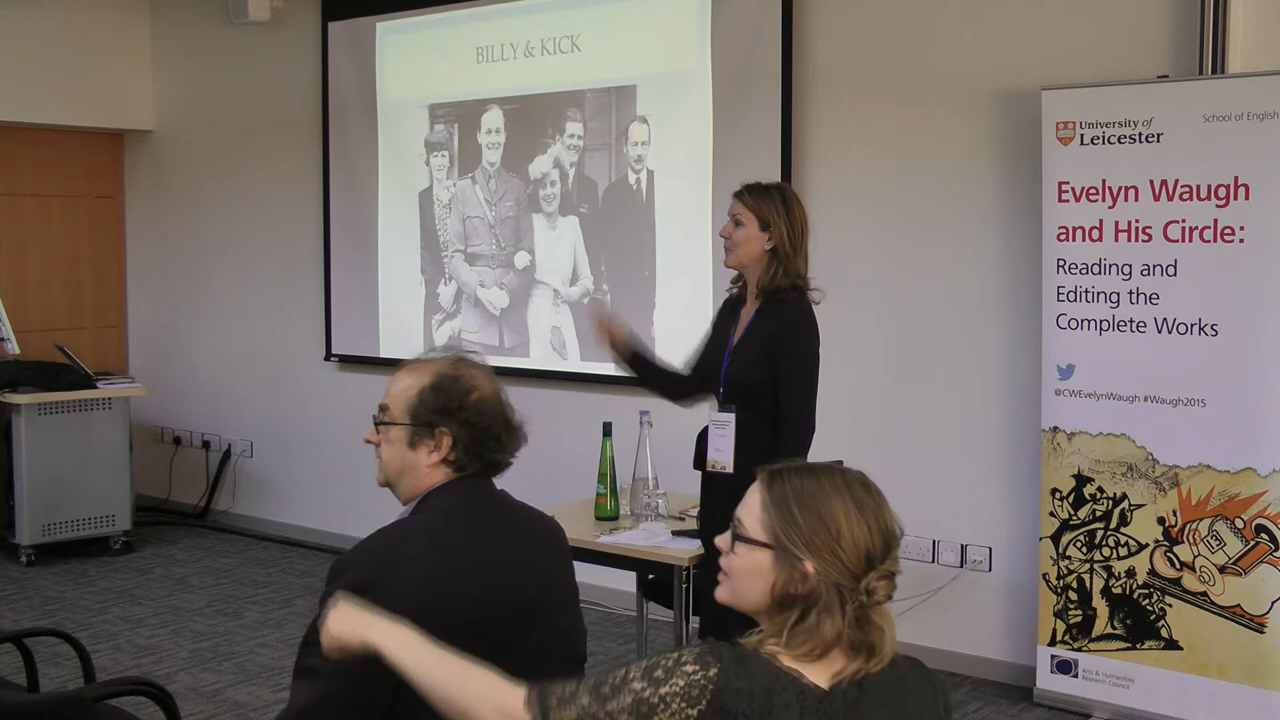 BILLY & KICK
University of
Leicester
School of English
Evelyn Waugh
and His Circle:
Reading and
Editing the
Complete Works
@CWEvelynWaugh #Waugh2015
13
Arts & Humanities
Research Council